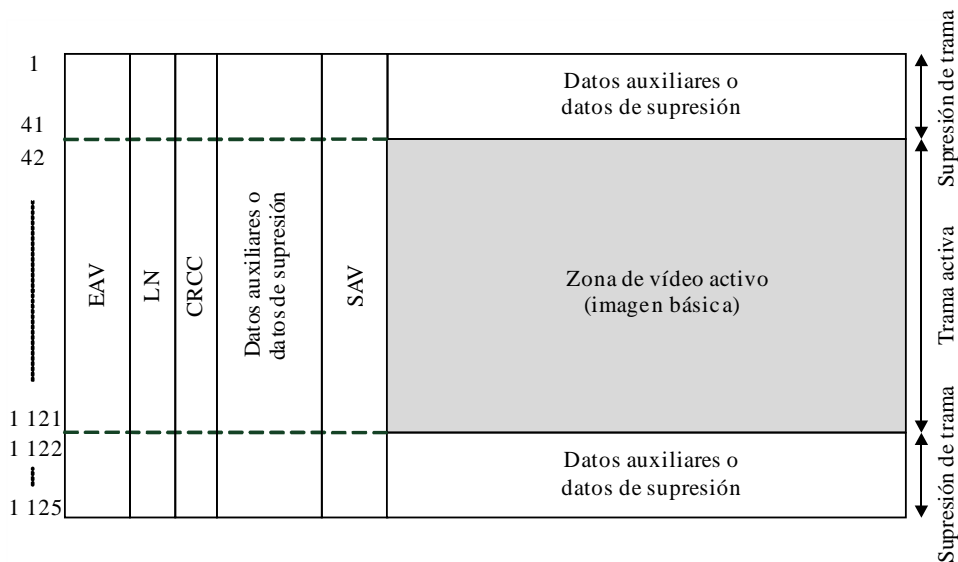 1
41
42
1 121
1 122
1 125
EAV
LN
CRCC
Datos auxiliares o
datos de supresión
SAV
Datos auxiliares o
datos de supresión
Zona de vídeo activo
(imagen básica)
Datos auxiliares o
datos de supresión
Supresión de trama
Trama activa
Supresión de trama